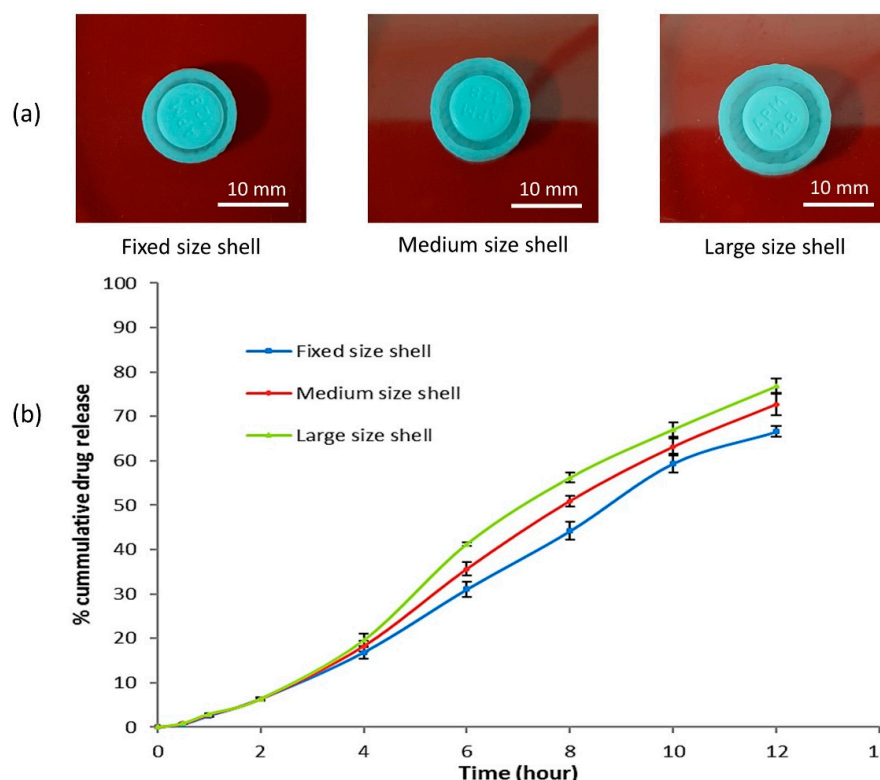 (a)
10 mm
10 mm
APM
128
10 mm
Fixed size shell
Medium size shell
Large size shell
(b)
% cummulative drug release
100
90
80
70
60
50
40
30
20
10
0
Fixed size shell
Medium size shell
Large size shell
0 2 4 6 8 10 12
Time (hour)